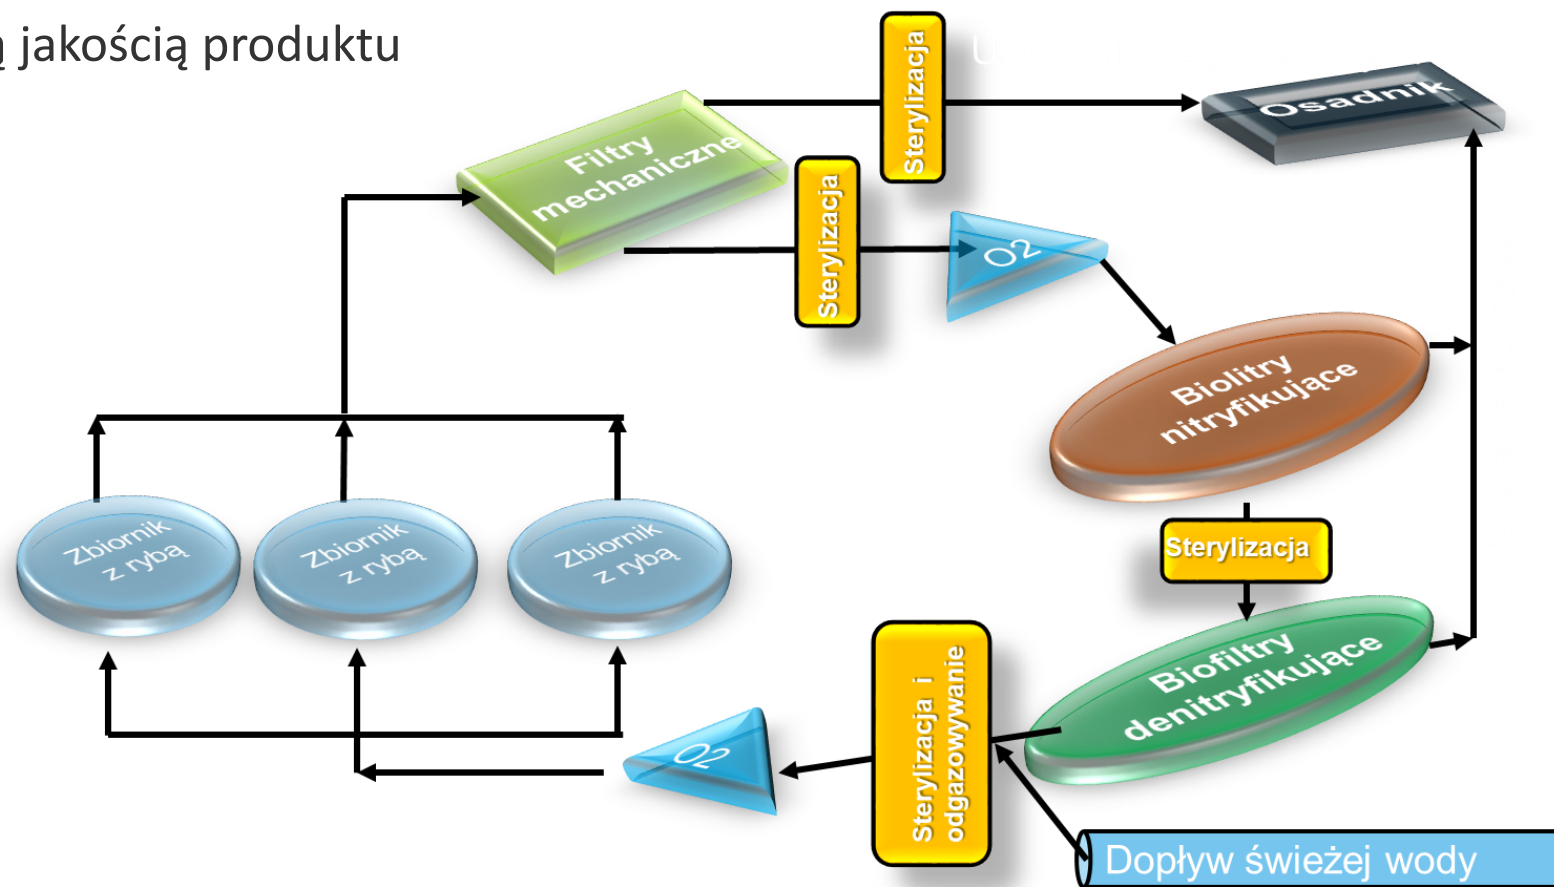 ą jakością produktu
U
Sterylizacja
Osadnik
Filtry
mechaniczne
Sterylizacja
O2
Biolitry
nitryfikujące
Zbiornik
z rybą
Zbiornik
z rybą
Zbiornik
z rybą
Sterylizacja
Biofiltry
denitryfikujące
Sterylizacja i
odgazowywanie
O2
Dopływ świeżej wody